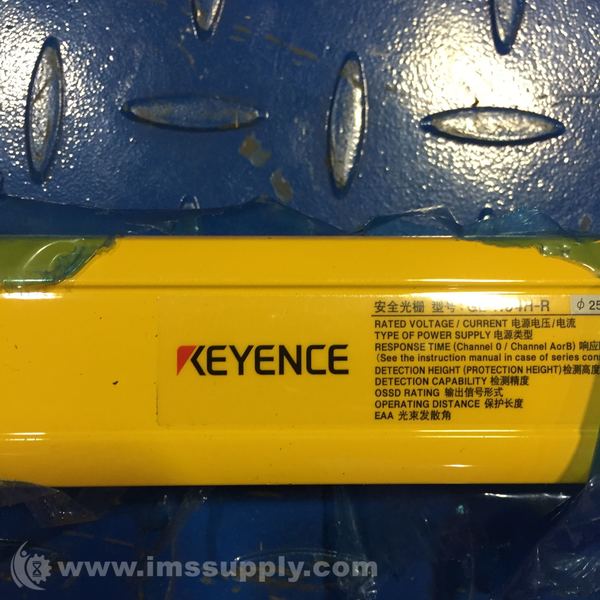 安全光栅 型号:
ф25
RATED VOLTAGE / CURRENT 电源电压/电流
TYPE OF POWER SUPPLY 电源类型
KEYENCE
RESPONSE TIME (Channel 0 / Channel AorB) 响应
(See the instruction manual in case of series con
DETECTION HEIGHT (PROTECTION HEIGHT) 检测高度
DETECTION CAPABILITY 检测精度
OSSD RATING 输出信号形式
OPERATING DISTANCE 保护长度
EAA 光束发散角
www.imssupply.com